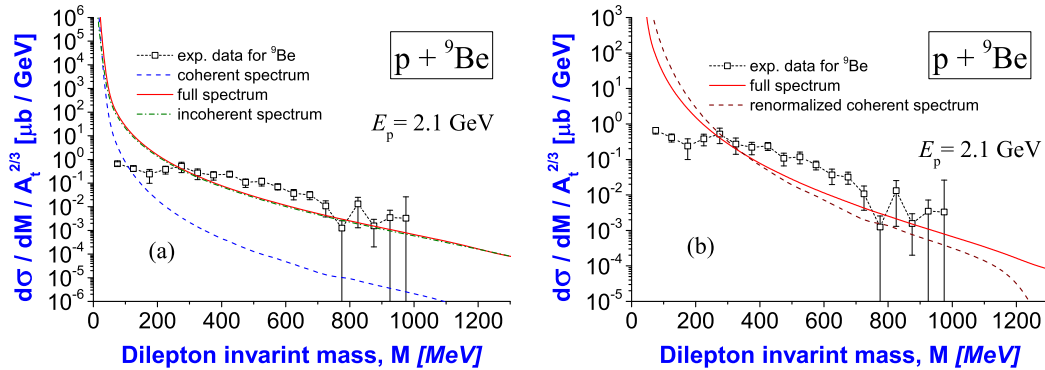 dσ / dM / A_t^{2/3} [μb / GeV]
10^6
10^5
10^4
10^3
10^2
10^1
10^0
10^-1
10^-2
10^-3
10^-4
10^-5
10^-6
exp. data for ^9Be
coherent spectrum
full spectrum
incoherent spectrum
p + ^9Be
E_p = 2.1 GeV
(a)
0 200 400 600 800 1000 1200
Dilepton invarint mass, M [MeV]
dσ / dM / A_t^{2/3} [μb / GeV]
10^3
10^2
10^1
10^0
10^-1
10^-2
10^-3
10^-4
10^-5
p + ^9Be
exp. data for ^9Be
full spectrum
renormalized coherent spectrum
E_p = 2.1 GeV
(b)
0 200 400 600 800 1000 1200
Dilepton invarint mass, M [MeV]